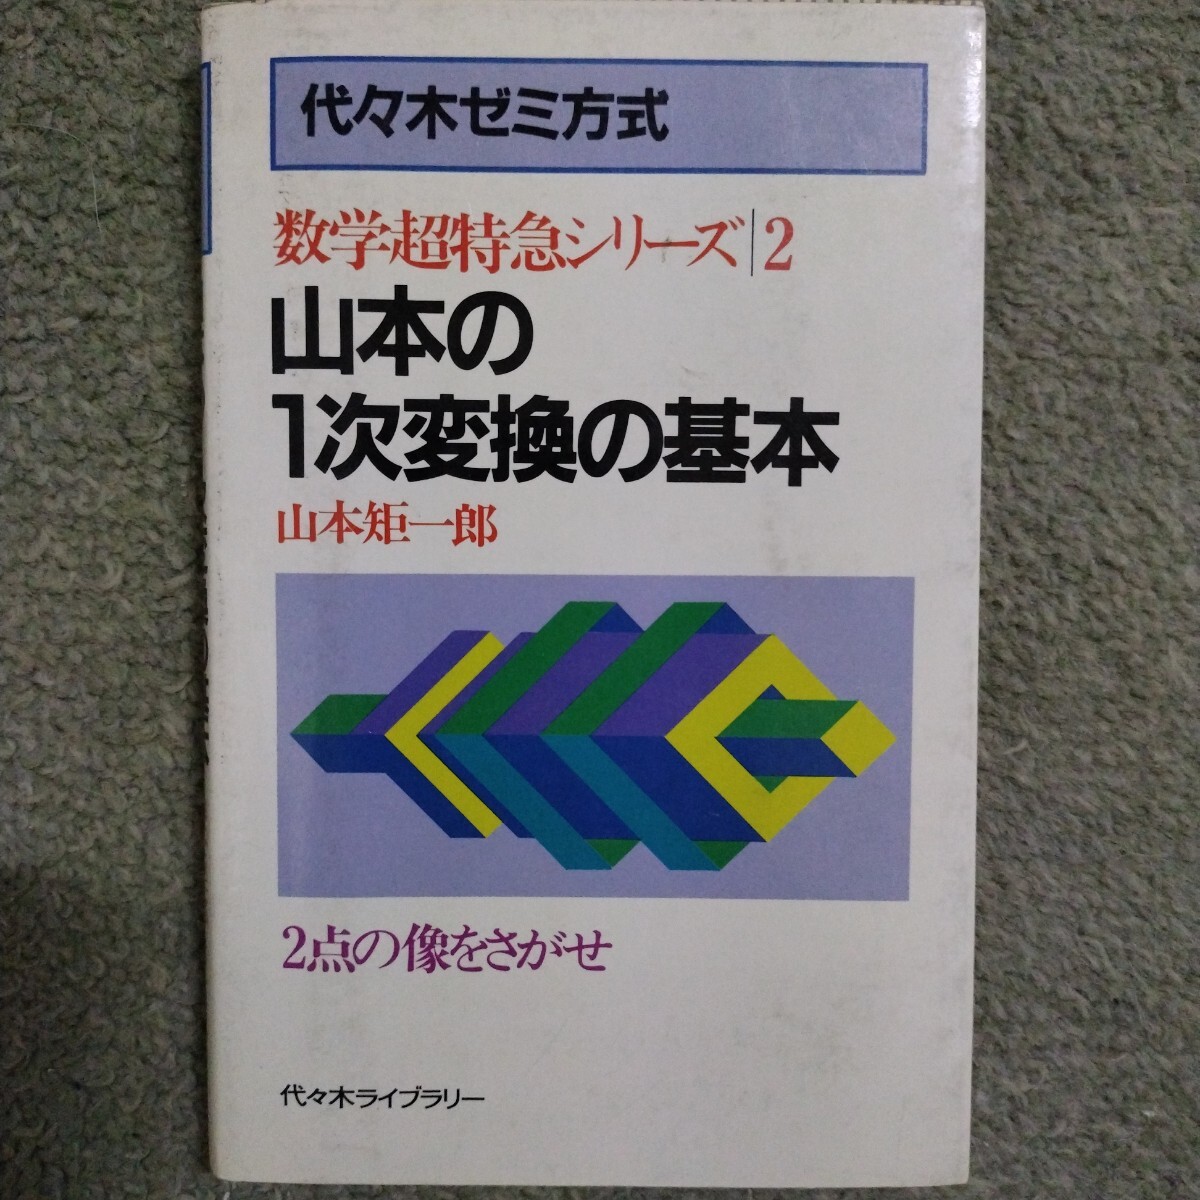 代々木ゼミ方式
数学超特急シリーズ|2
山本の
1次変換の基本
山本矩一郎
2点の像をさがせ
代々木ライブラリー